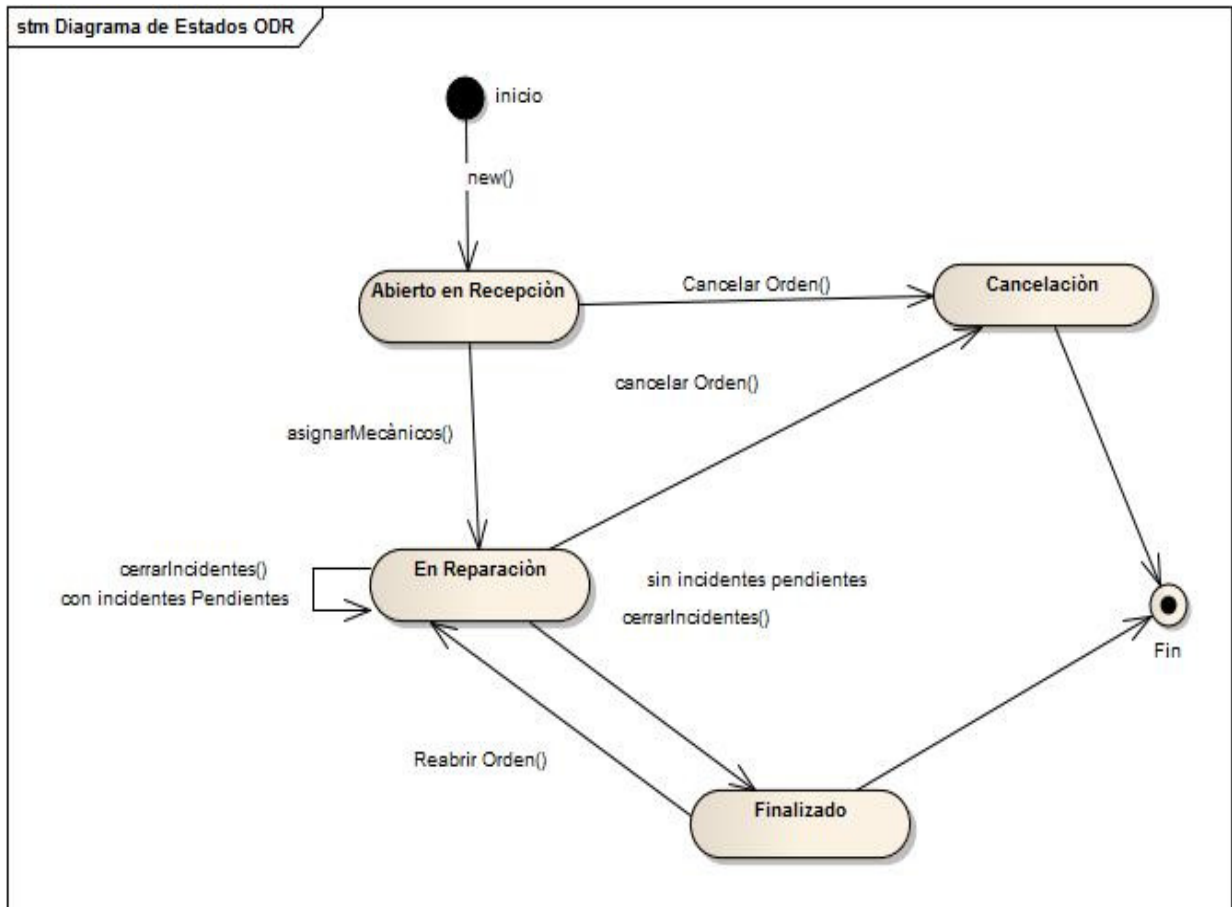 stm Diagrama de Estados ODR
inicio
new()
Abierto en Recepciòn
Cancelar Orden()
Cancelaciòn
cancelar Orden()
asignarMecànicos()
En Reparaciòn
cerrarIncidentes()
con incidentes Pendientes
sin incidentes pendientes
cerrarIncidentes()
Fin
Reabrir Orden()
Finalizado